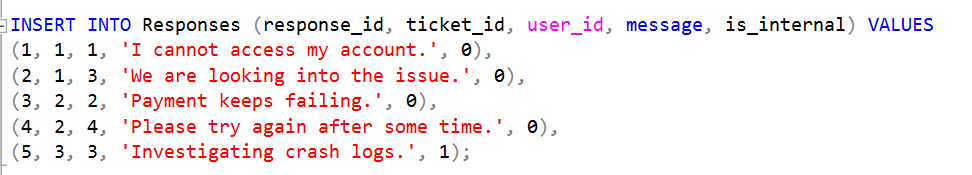 INSERT INTO Responses (response_id, ticket_id, user_id, message, is_internal) VALUES
(1, 1, 1, 'I cannot access my account.', 0),
(2, 1, 3, 'We are looking into the issue.', 0),
(3, 2, 2, 'Payment keeps failing.', 0),
(4, 2, 4, 'Please try again after some time.', 0),
(5, 3, 3, 'Investigating crash logs.', 1);